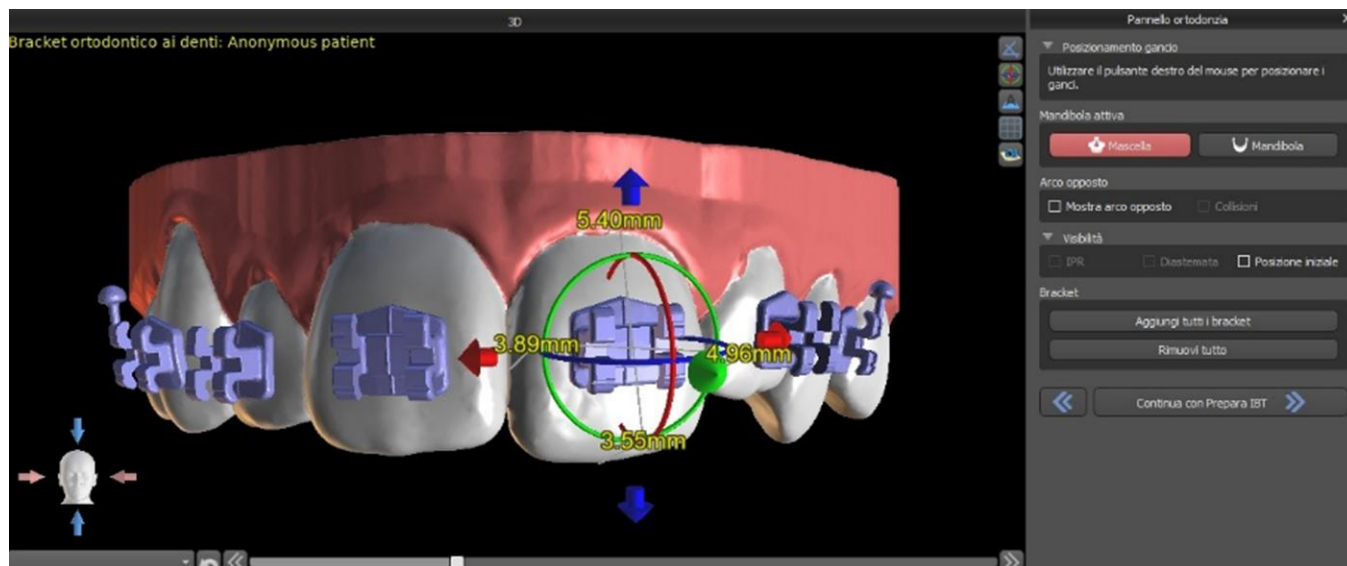 3D
Pannello ortodonzia
Bracket ortodontico ai denti: Anonymous patient
Posizionamento gancio
Utilizzare il pulsante destro del mouse per posizionare i
ganci.
Mandibola attiva
Mascella
Mandibola
Arco opposto
Mostra arco opposto
Collisioni
Visibilità
IPR
Diastemata
Posizione iniziale
Bracket
Aggiungi tutti i bracket
Rimuovi tutto
Continua con Prepara IBT
5.40mm
3.89mm
4.96mm
3.55mm